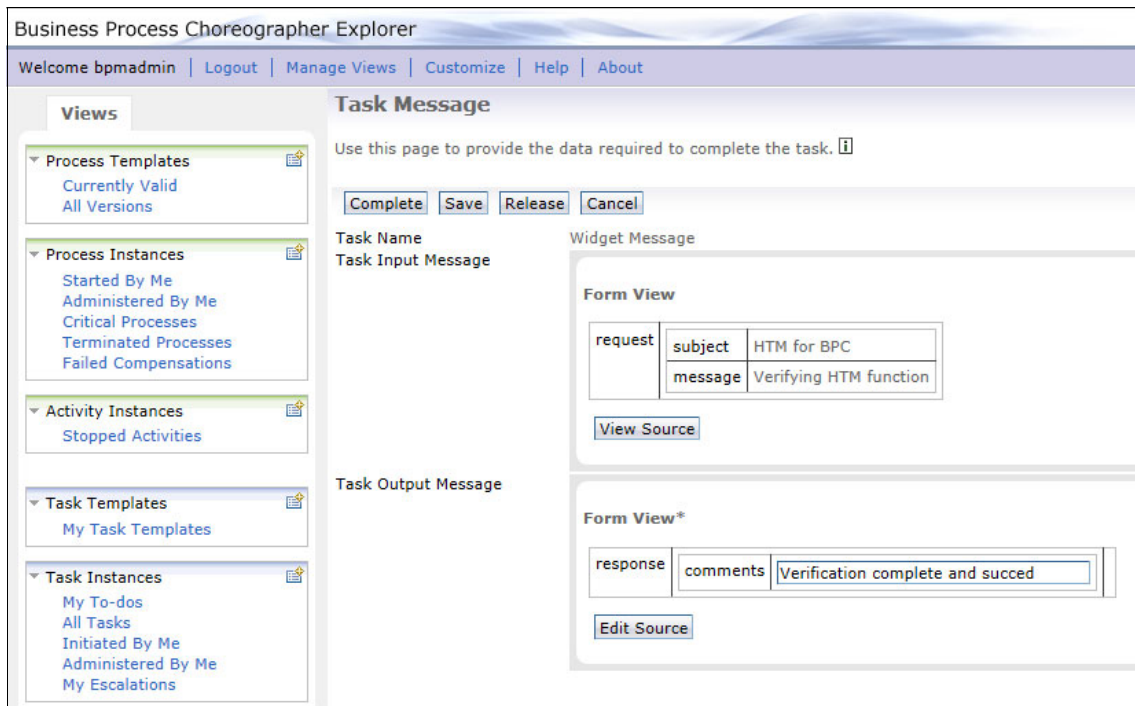 Business Process Choreographer Explorer
Welcome bpmadmin | Logout | Manage Views | Customize | Help | About
Views
Process Templates
Currently Valid
All Versions
Process Instances
Started By Me
Administered By Me
Critical Processes
Terminated Processes
Failed Compensations
Activity Instances
Stopped Activities
Task Templates
My Task Templates
Task Instances
My To-dos
All Tasks
Initiated By Me
Administered By Me
My Escalations
Task Message
Use this page to provide the data required to complete the task. i
Complete Save Release Cancel
Task Name Widget Message
Task Input Message
Form View
request subject HTM for BPC
message Verifying HTM function
View Source
Task Output Message
Form View*
response comments Verification complete and succed
Edit Source